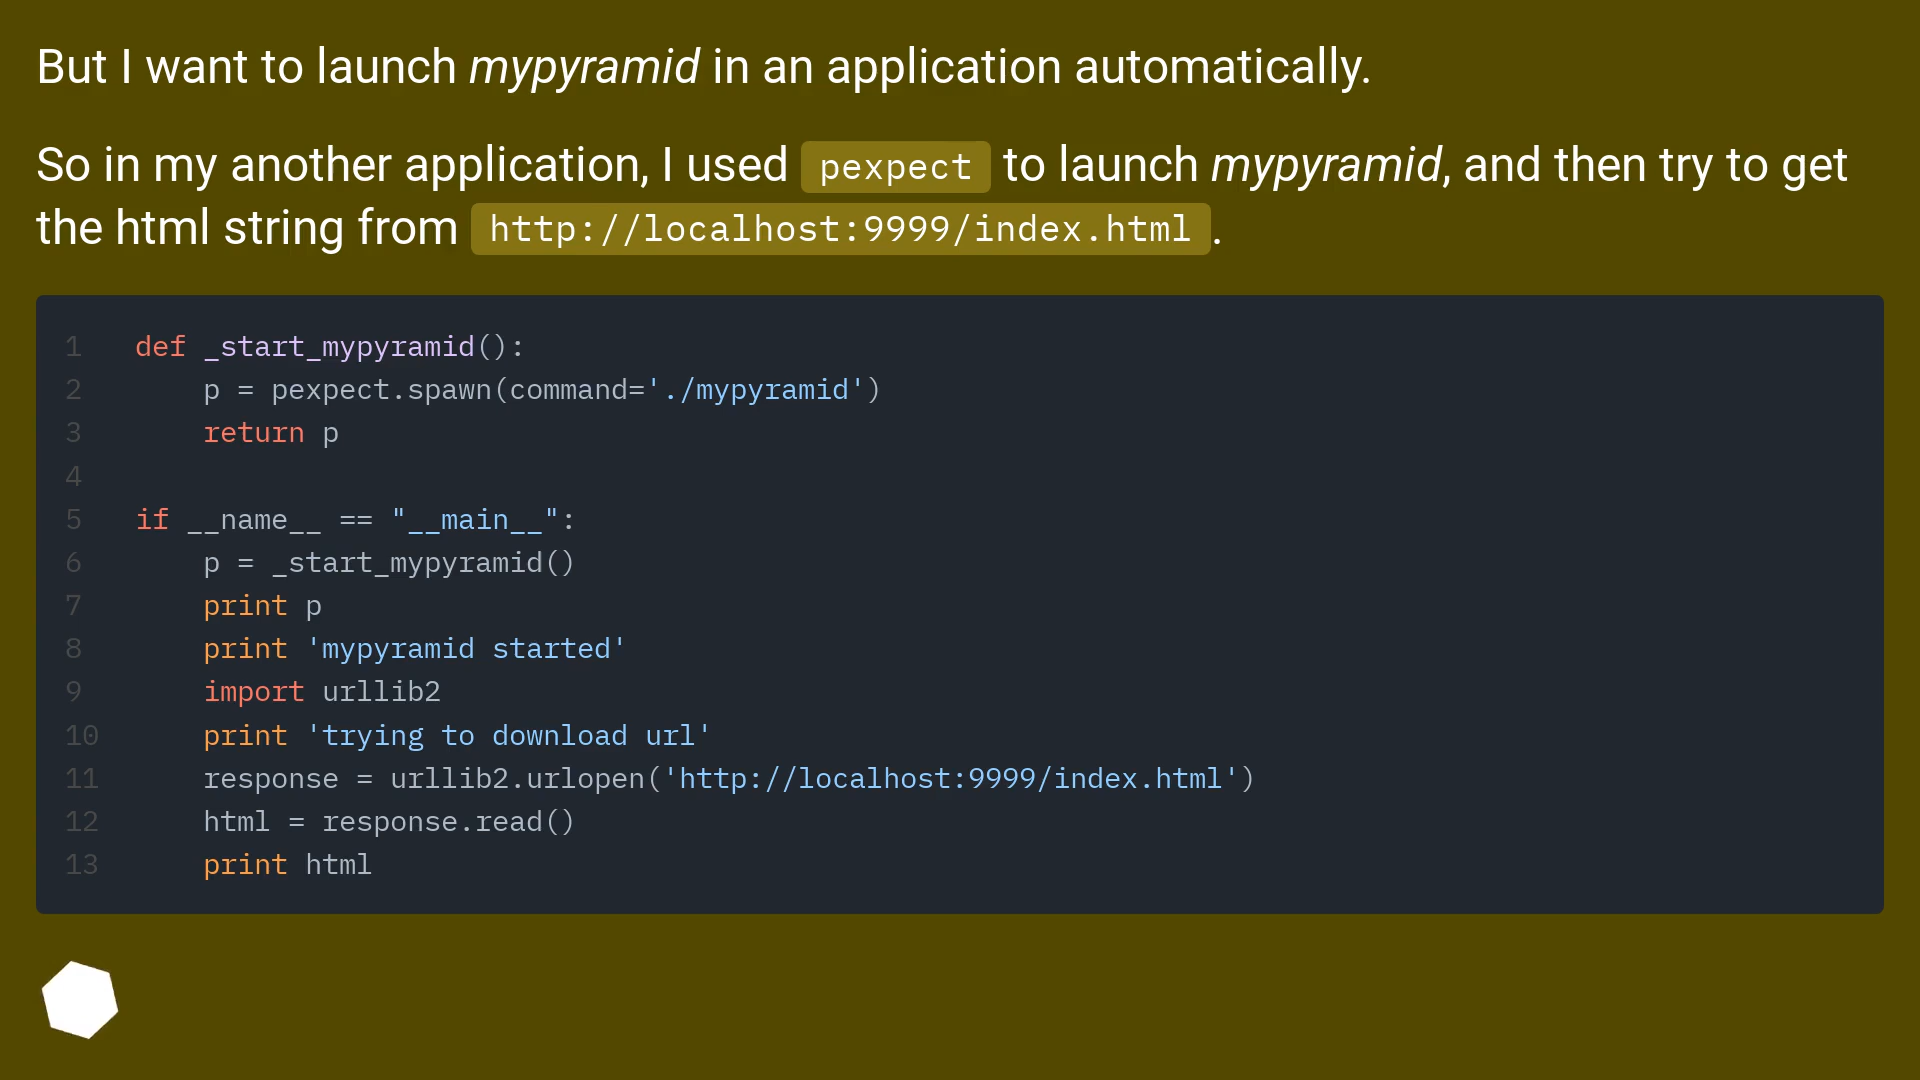 But I want to launch mypyramid in an application automatically.
So in my another application, I used pexpect to launch mypyramid, and then try to get
the html string from http://localhost:9999/index.html.
1 def _start_mypyramid():
2     p = pexpect.spawn(command='./mypyramid')
3     return p
4
5 if __name__ == "__main__":
6     p = _start_mypyramid()
7     print p
8     print 'mypyramid started'
9     import urllib2
10     print 'trying to download url'
11     response = urllib2.urlopen('http://localhost:9999/index.html')
12     html = response.read()
13     print html